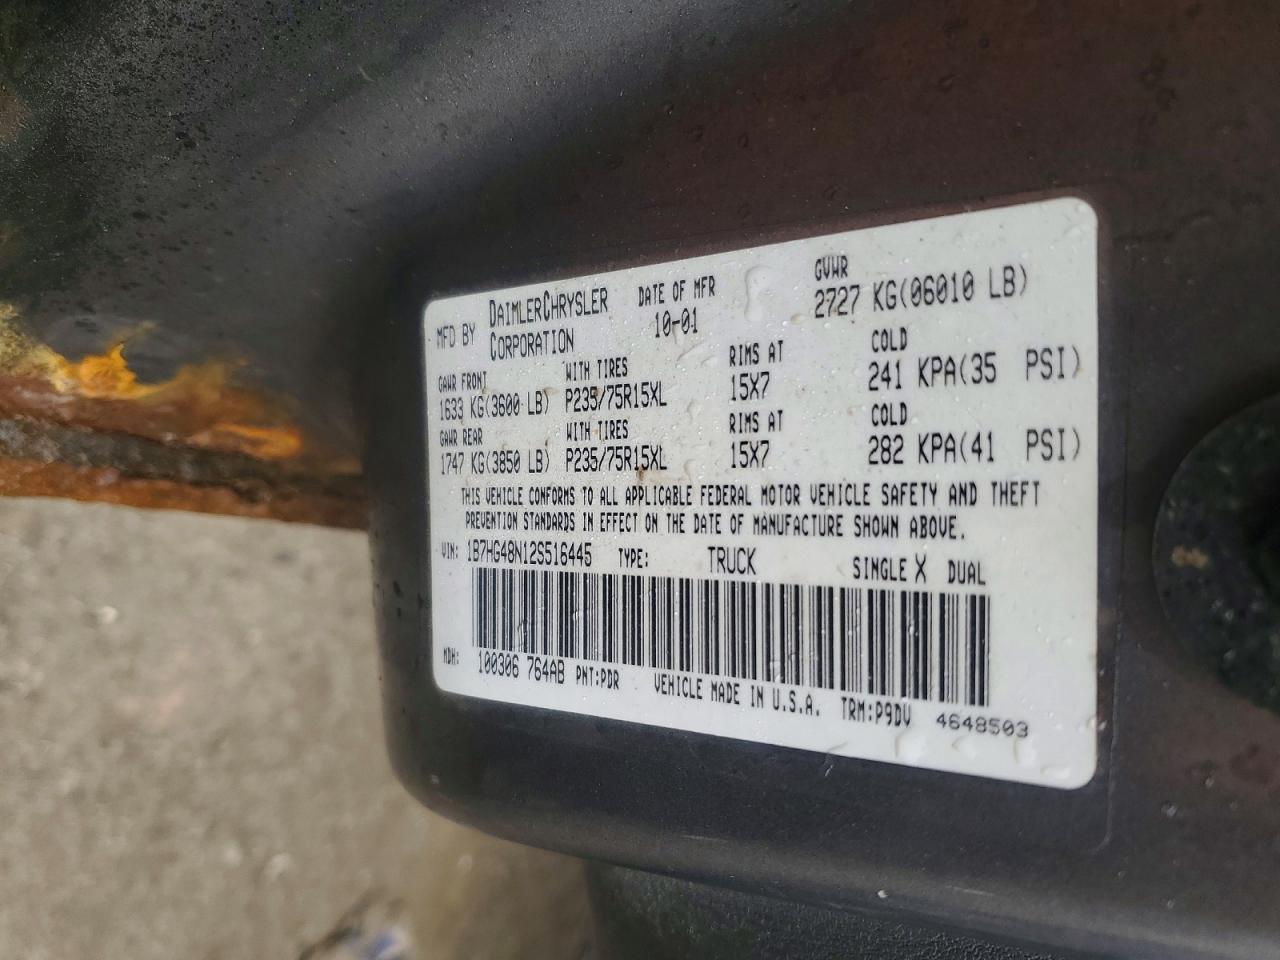 MFD BY DAIMLERCHRYSLER CORPORATION DATE OF MFR 10-01 GVWR 2727 KG(06010 LB)
GAWR FRONT WITH TIRES RIMS AT COLD
1633 KG(3600 LB) P235/75R15XL 15X7 241 KPA(35 PSI)
GAWR REAR WITH TIRES RIMS AT COLD
1747 KG(3850 LB) P235/75R15XL 15X7 282 KPA(41 PSI)
THIS VEHICLE CONFORMS TO ALL APPLICABLE FEDERAL MOTOR VEHICLE SAFETY AND THEFT
PREVENTION STANDARDS IN EFFECT ON THE DATE OF MANUFACTURE SHOWN ABOVE.
VIN: 1B7HG48N12S516445 TYPE: TRUCK SINGLE X DUAL
MDH: 100306 764AB PNT:PDR VEHICLE MADE IN U.S.A. TRM:P9DV 4648503